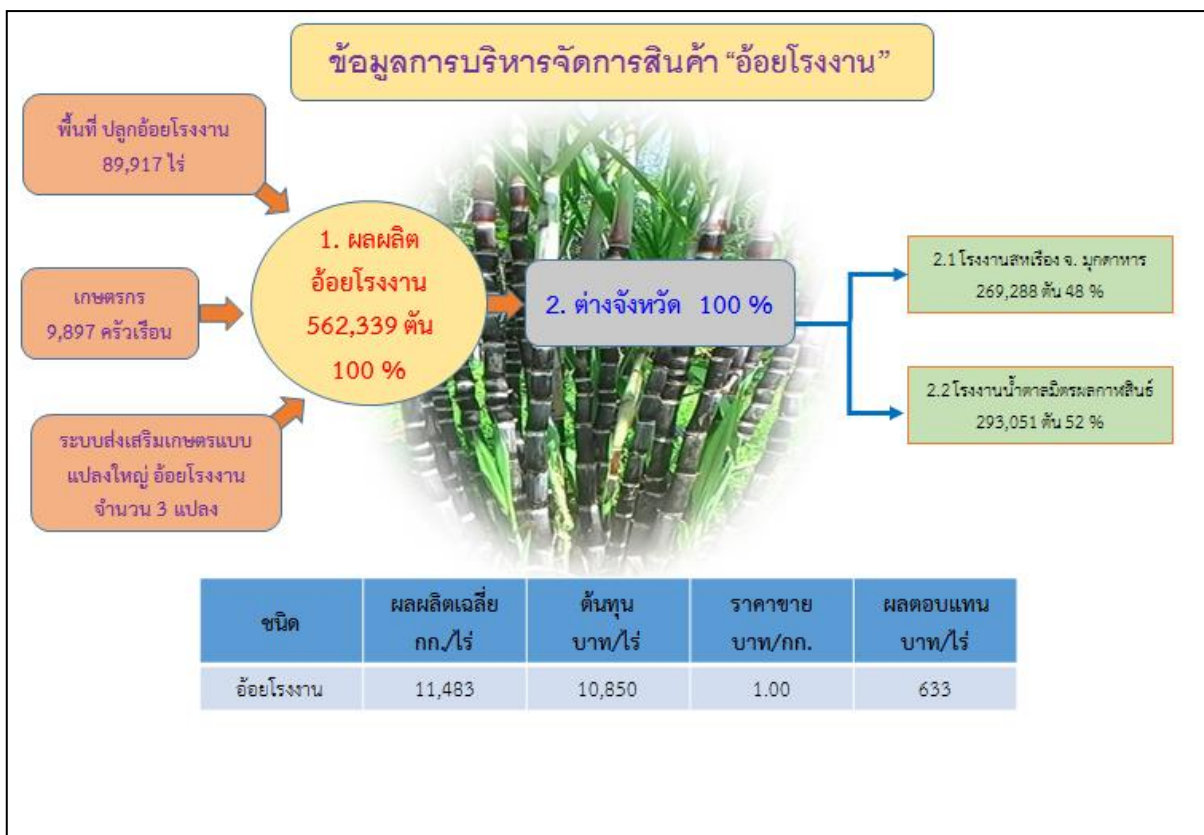 ข้อมูลการบริหารจัดการสินค้า “อ้อยโรงงาน”
พื้นที่ ปลูกอ้อยโรงงาน
89,917 ไร่
เกษตรกร
9,897 ครัวเรือน
ระบบส่งเสริมเกษตรแบบ
แปลงใหญ่ อ้อยโรงงาน
จำนวน 3 แปลง
1. ผลผลิต
อ้อยโรงงาน
562,339 ตัน
100 %
2. ต่างจังหวัด 100 %
2.1 โรงงานสหเรือง จ. มุกดาหาร
269,288 ตัน 48 %
2.2 โรงงานน้ำตาลมิตรผลกาฬสินธ์
293,051 ตัน 52 %
ชนิด
ผลผลิตเฉลี่ย
กก./ไร่
ต้นทุน
บาท/ไร่
ราคาขาย
บาท/กก.
ผลตอบแทน
บาท/ไร่
อ้อยโรงงาน 11,483 10,850 1.00 633